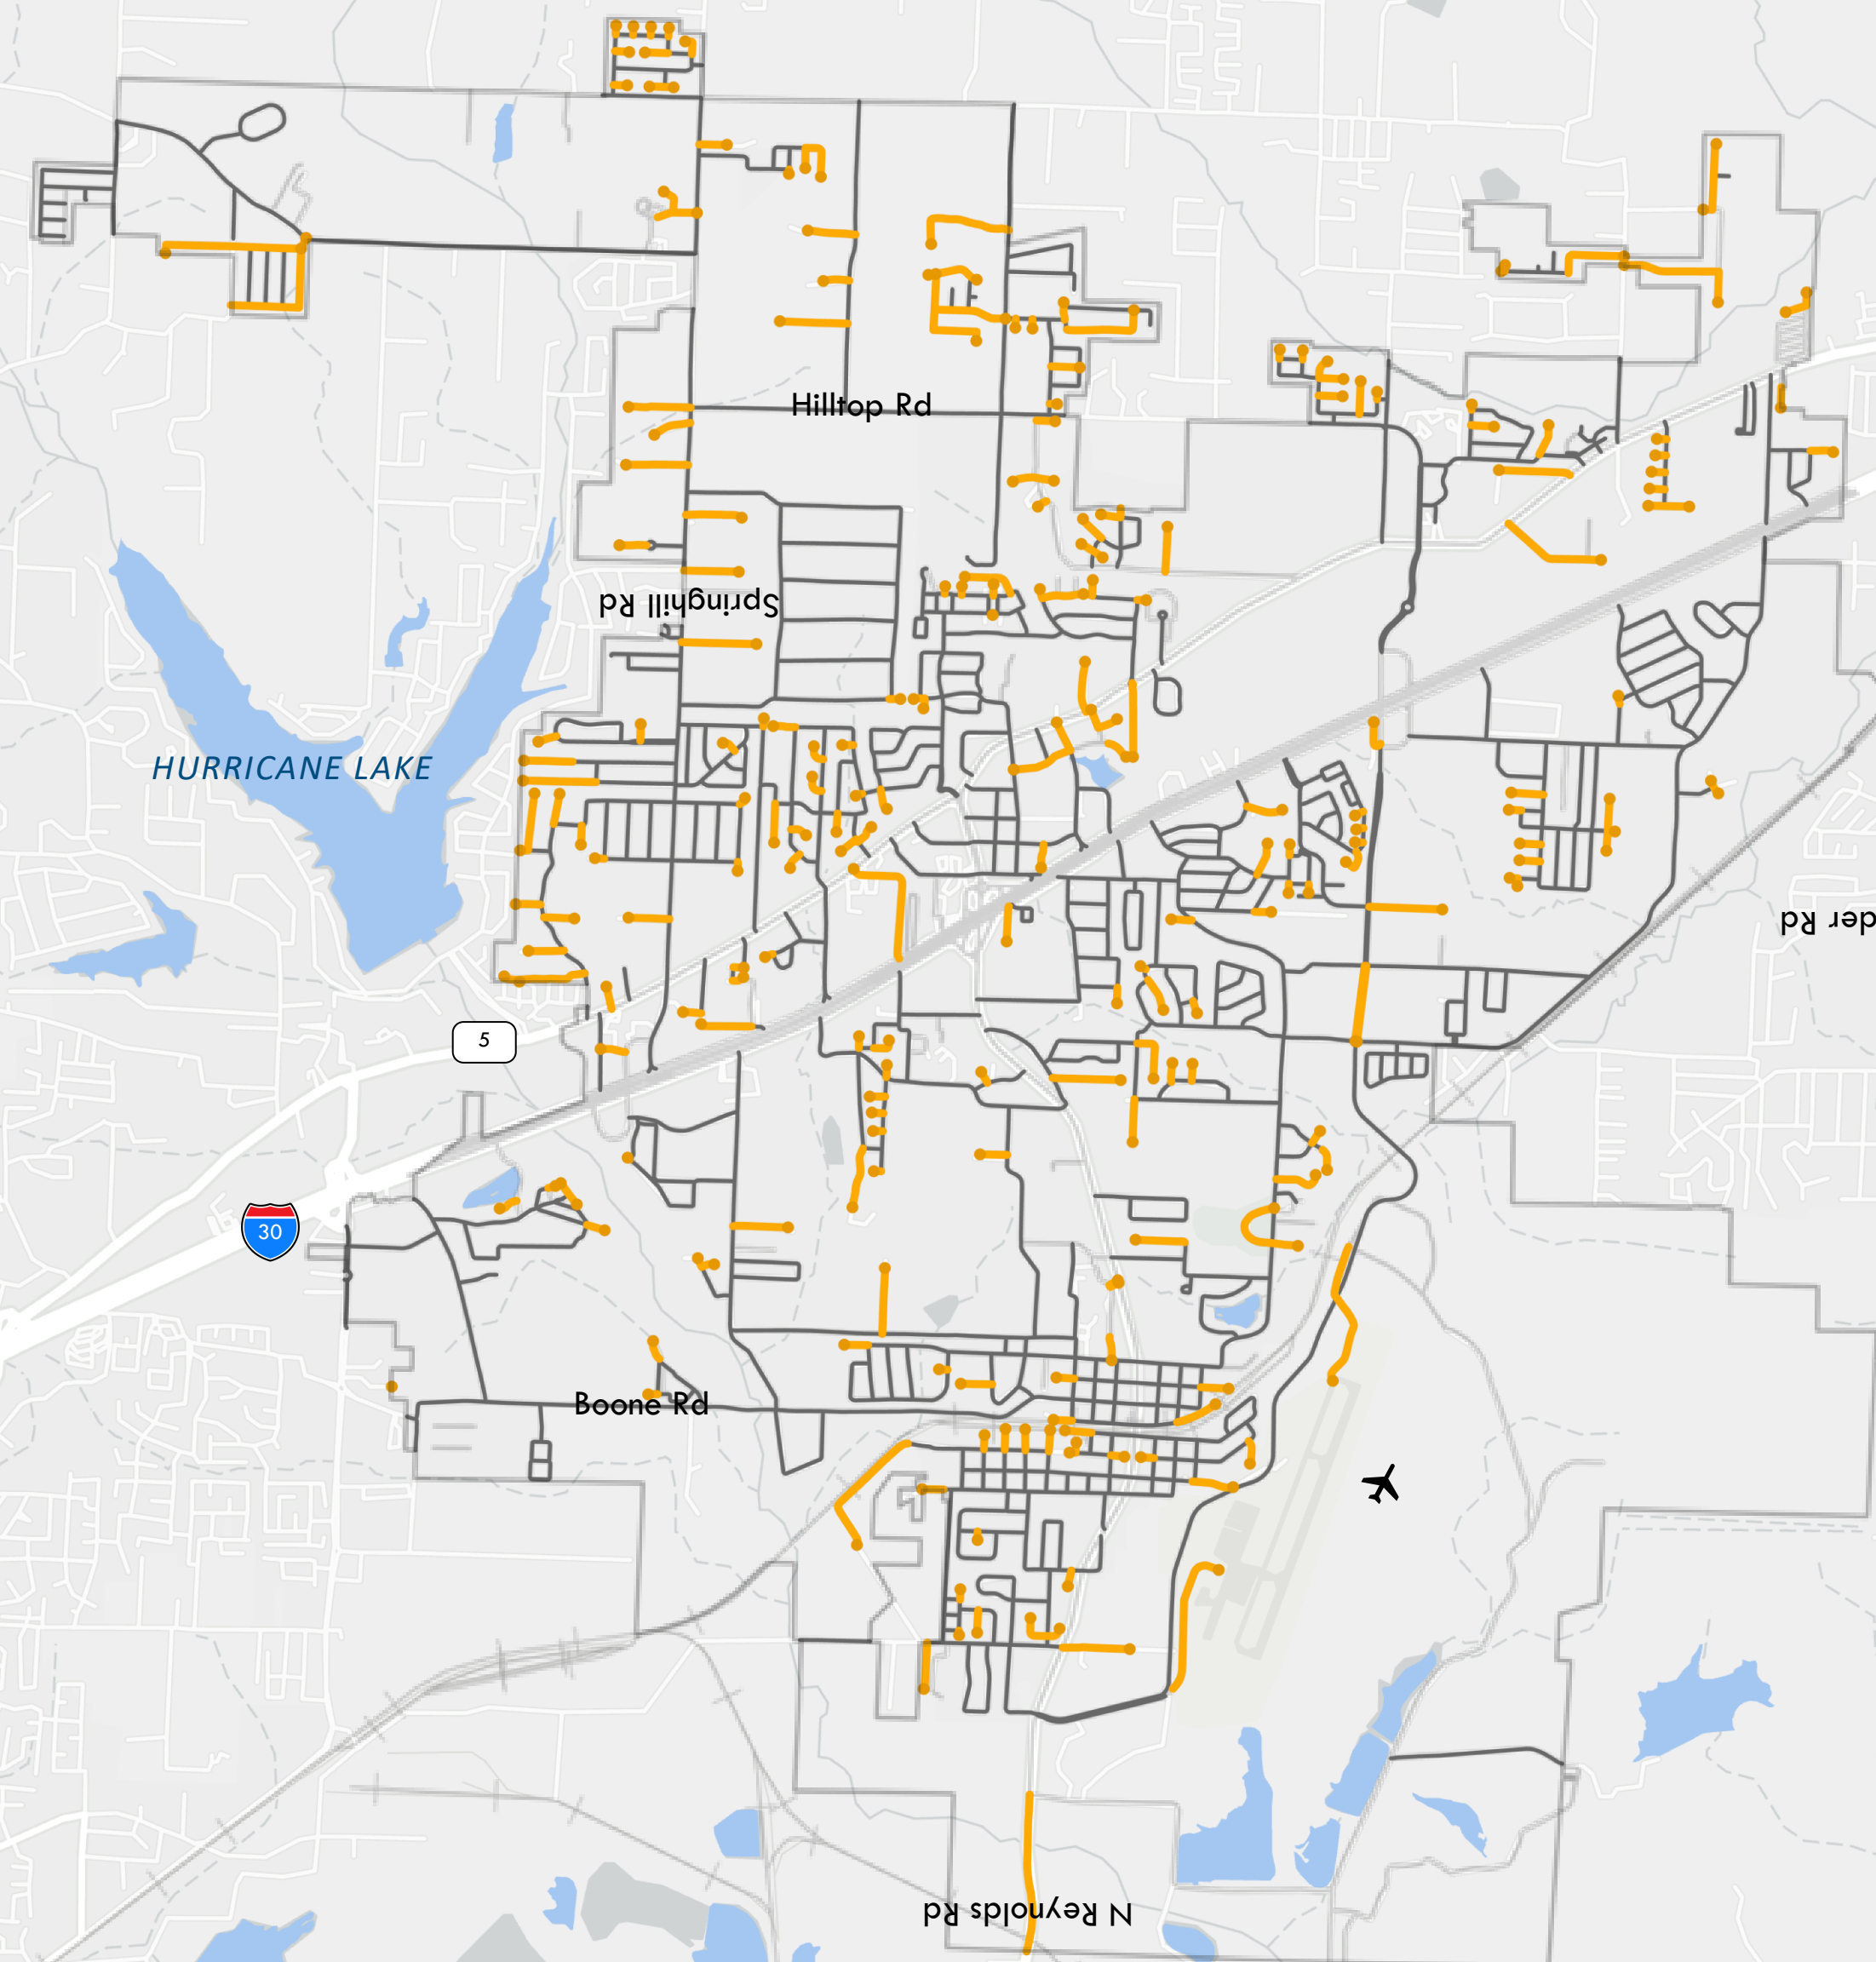 Hilltop Rd
Springhill Rd
HURRICANE LAKE
der Rd
5
30
Boone Rd
N Reynolds Rd